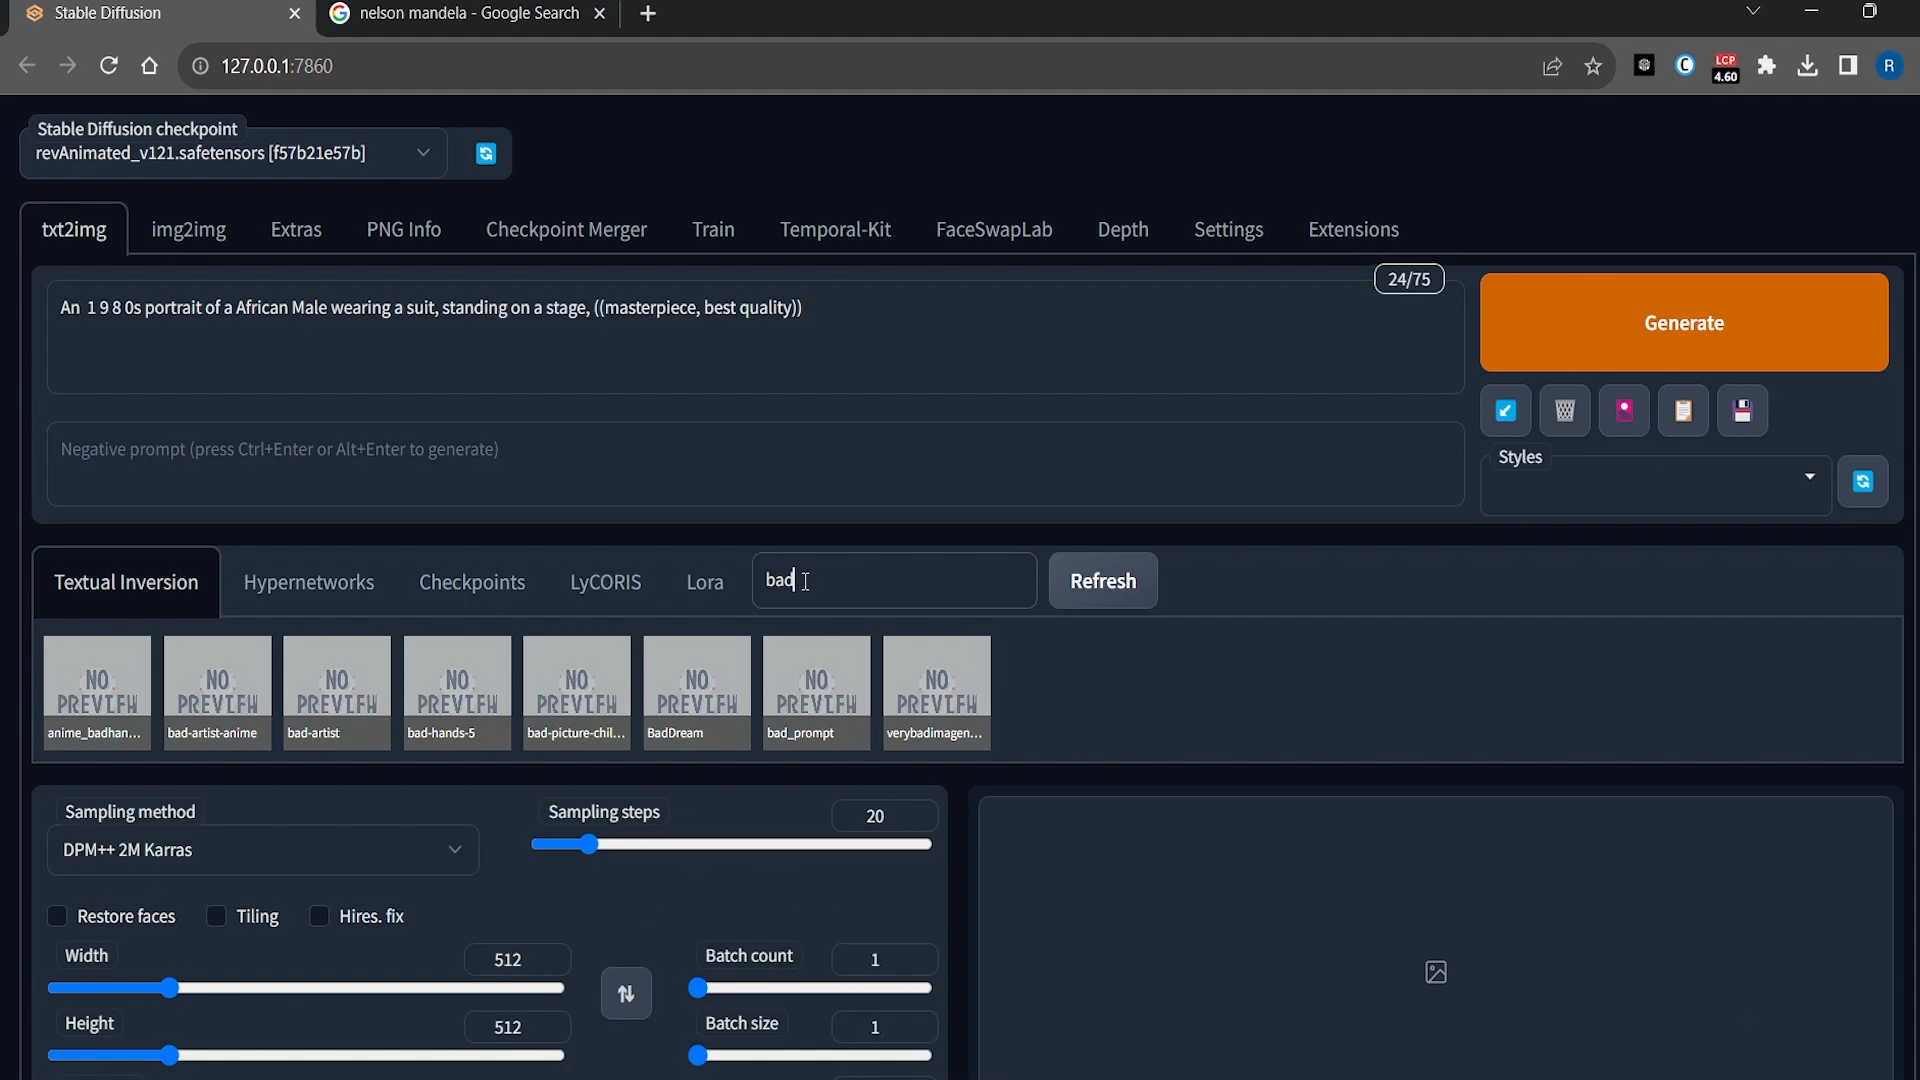 Stable Diffusion
nelson mandela - Google Search
127.0.0.1:7860
LCP
4.60
R
Stable Diffusion checkpoint
revAnimated_v121.safetensors [f57b21e57b]
txt2img
img2img
Extras
PNG Info
Checkpoint Merger
Train
Temporal-Kit
FaceSwapLab
Depth
Settings
Extensions
24/75
An 1 9 8 0s portrait of a African Male wearing a suit, standing on a stage, ((masterpiece, best quality))
Generate
Negative prompt (press Ctrl+Enter or Alt+Enter to generate)
Styles
Textual Inversion
Hypernetworks
Checkpoints
LyCORIS
Lora
bad
Refresh
NO PREVIEW
NO PREVIEW
NO PREVIEW
NO PREVIEW
NO PREVIEW
NO PREVIEW
NO PREVIEW
NO PREVIEW
anime_badhan...
bad-artist-anime
bad-artist
bad-hands-5
bad-picture-chil...
BadDream
bad_prompt
verybadimagen...
Sampling method
DPM++ 2M Karras
Sampling steps
20
Restore faces
Tiling
Hires. fix
Width
512
Batch count
1
Height
512
Batch size
1